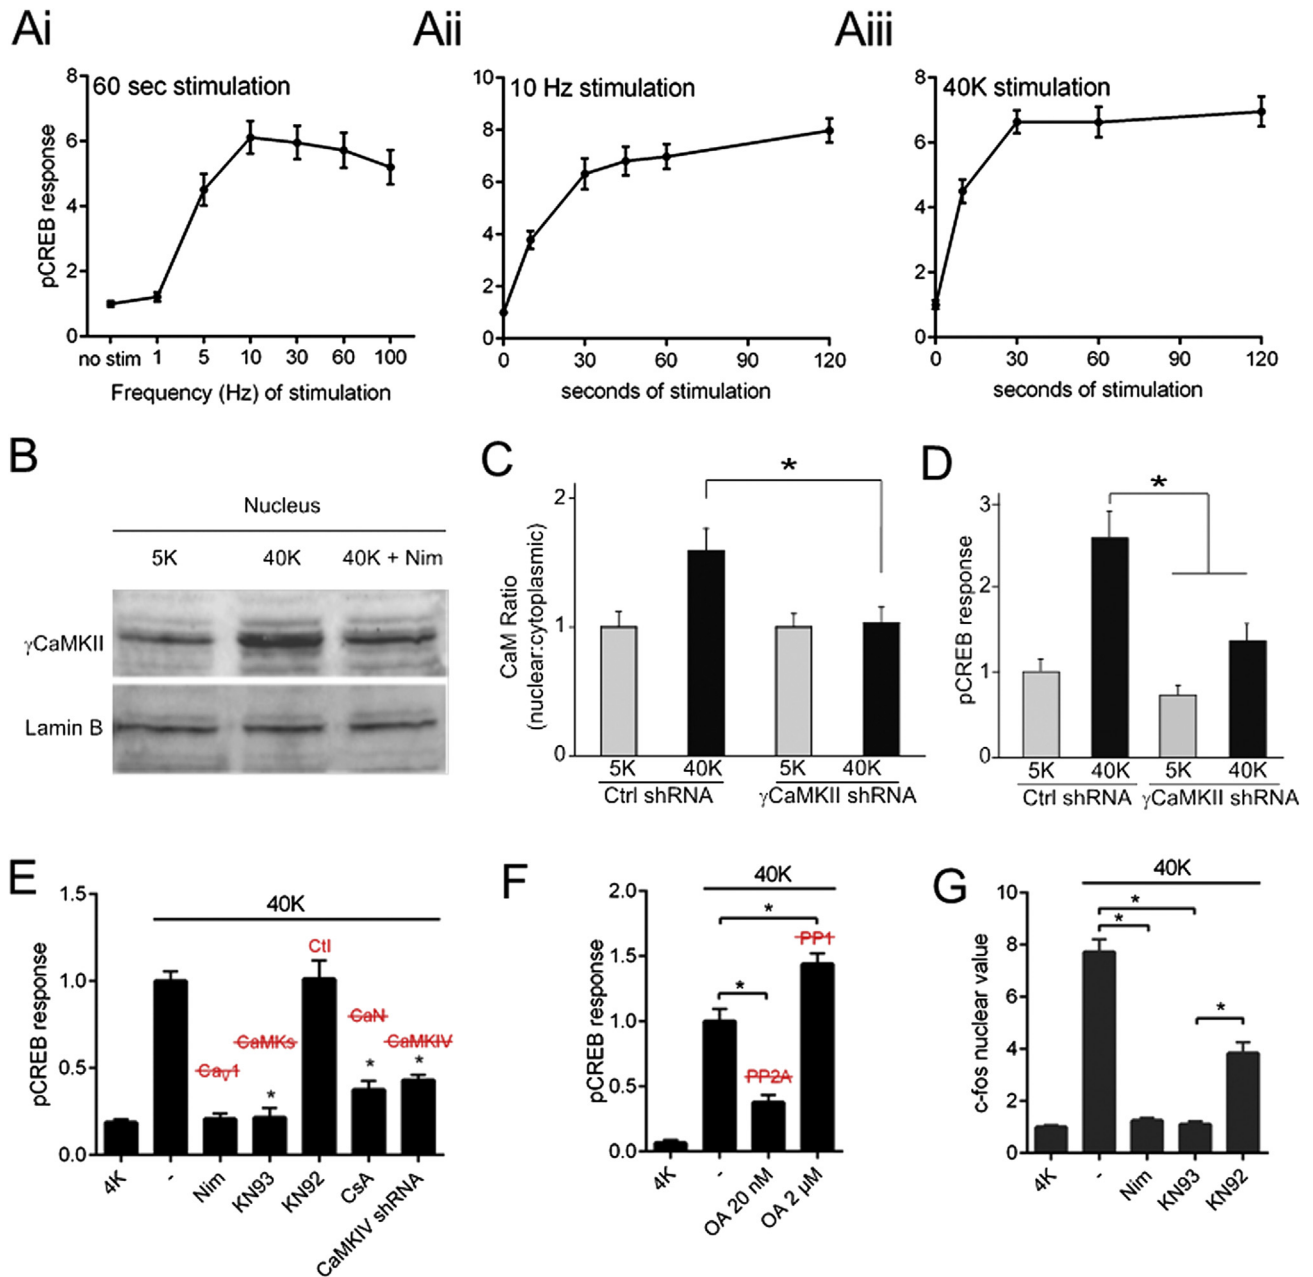 Ai
Aii
Aiii
8
6
4
2
0
pCREB response
60 sec stimulation
no stim 1 5 10 30 60 100
Frequency (Hz) of stimulation
10
8
6
4
2
0
10 Hz stimulation
0 30 60 90 120
seconds of stimulation
8
6
4
2
0
40K stimulation
0 30 60 90 120
seconds of stimulation
B
Nucleus
5K 40K 40K + Nim
γCaMKII
Lamin B
C
CaM Ratio
(nuclear:cytoplasmic)
2
1
0
*
5K 40K 5K 40K
Ctrl shRNA γCaMKII shRNA
D
pCREB response
3
2
1
0
*
5K 40K 5K 40K
Ctrl shRNA γCaMKII shRNA
E
pCREB response
1.5
1.0
0.5
0.0
40K
Ctl
CaN
CaMKs
CaMKIV
CaV1
* * *
4K - Nim KN93 KN92 CsA CaMKIV shRNA
F
pCREB response
2.0
1.5
1.0
0.5
0.0
40K
*
PP1
*
PP2A
4K - OA 20 nM OA 2 μM
G
c-fos nuclear value
10
8
6
4
2
0
40K
*
*
*
4K - Nim KN93 KN92